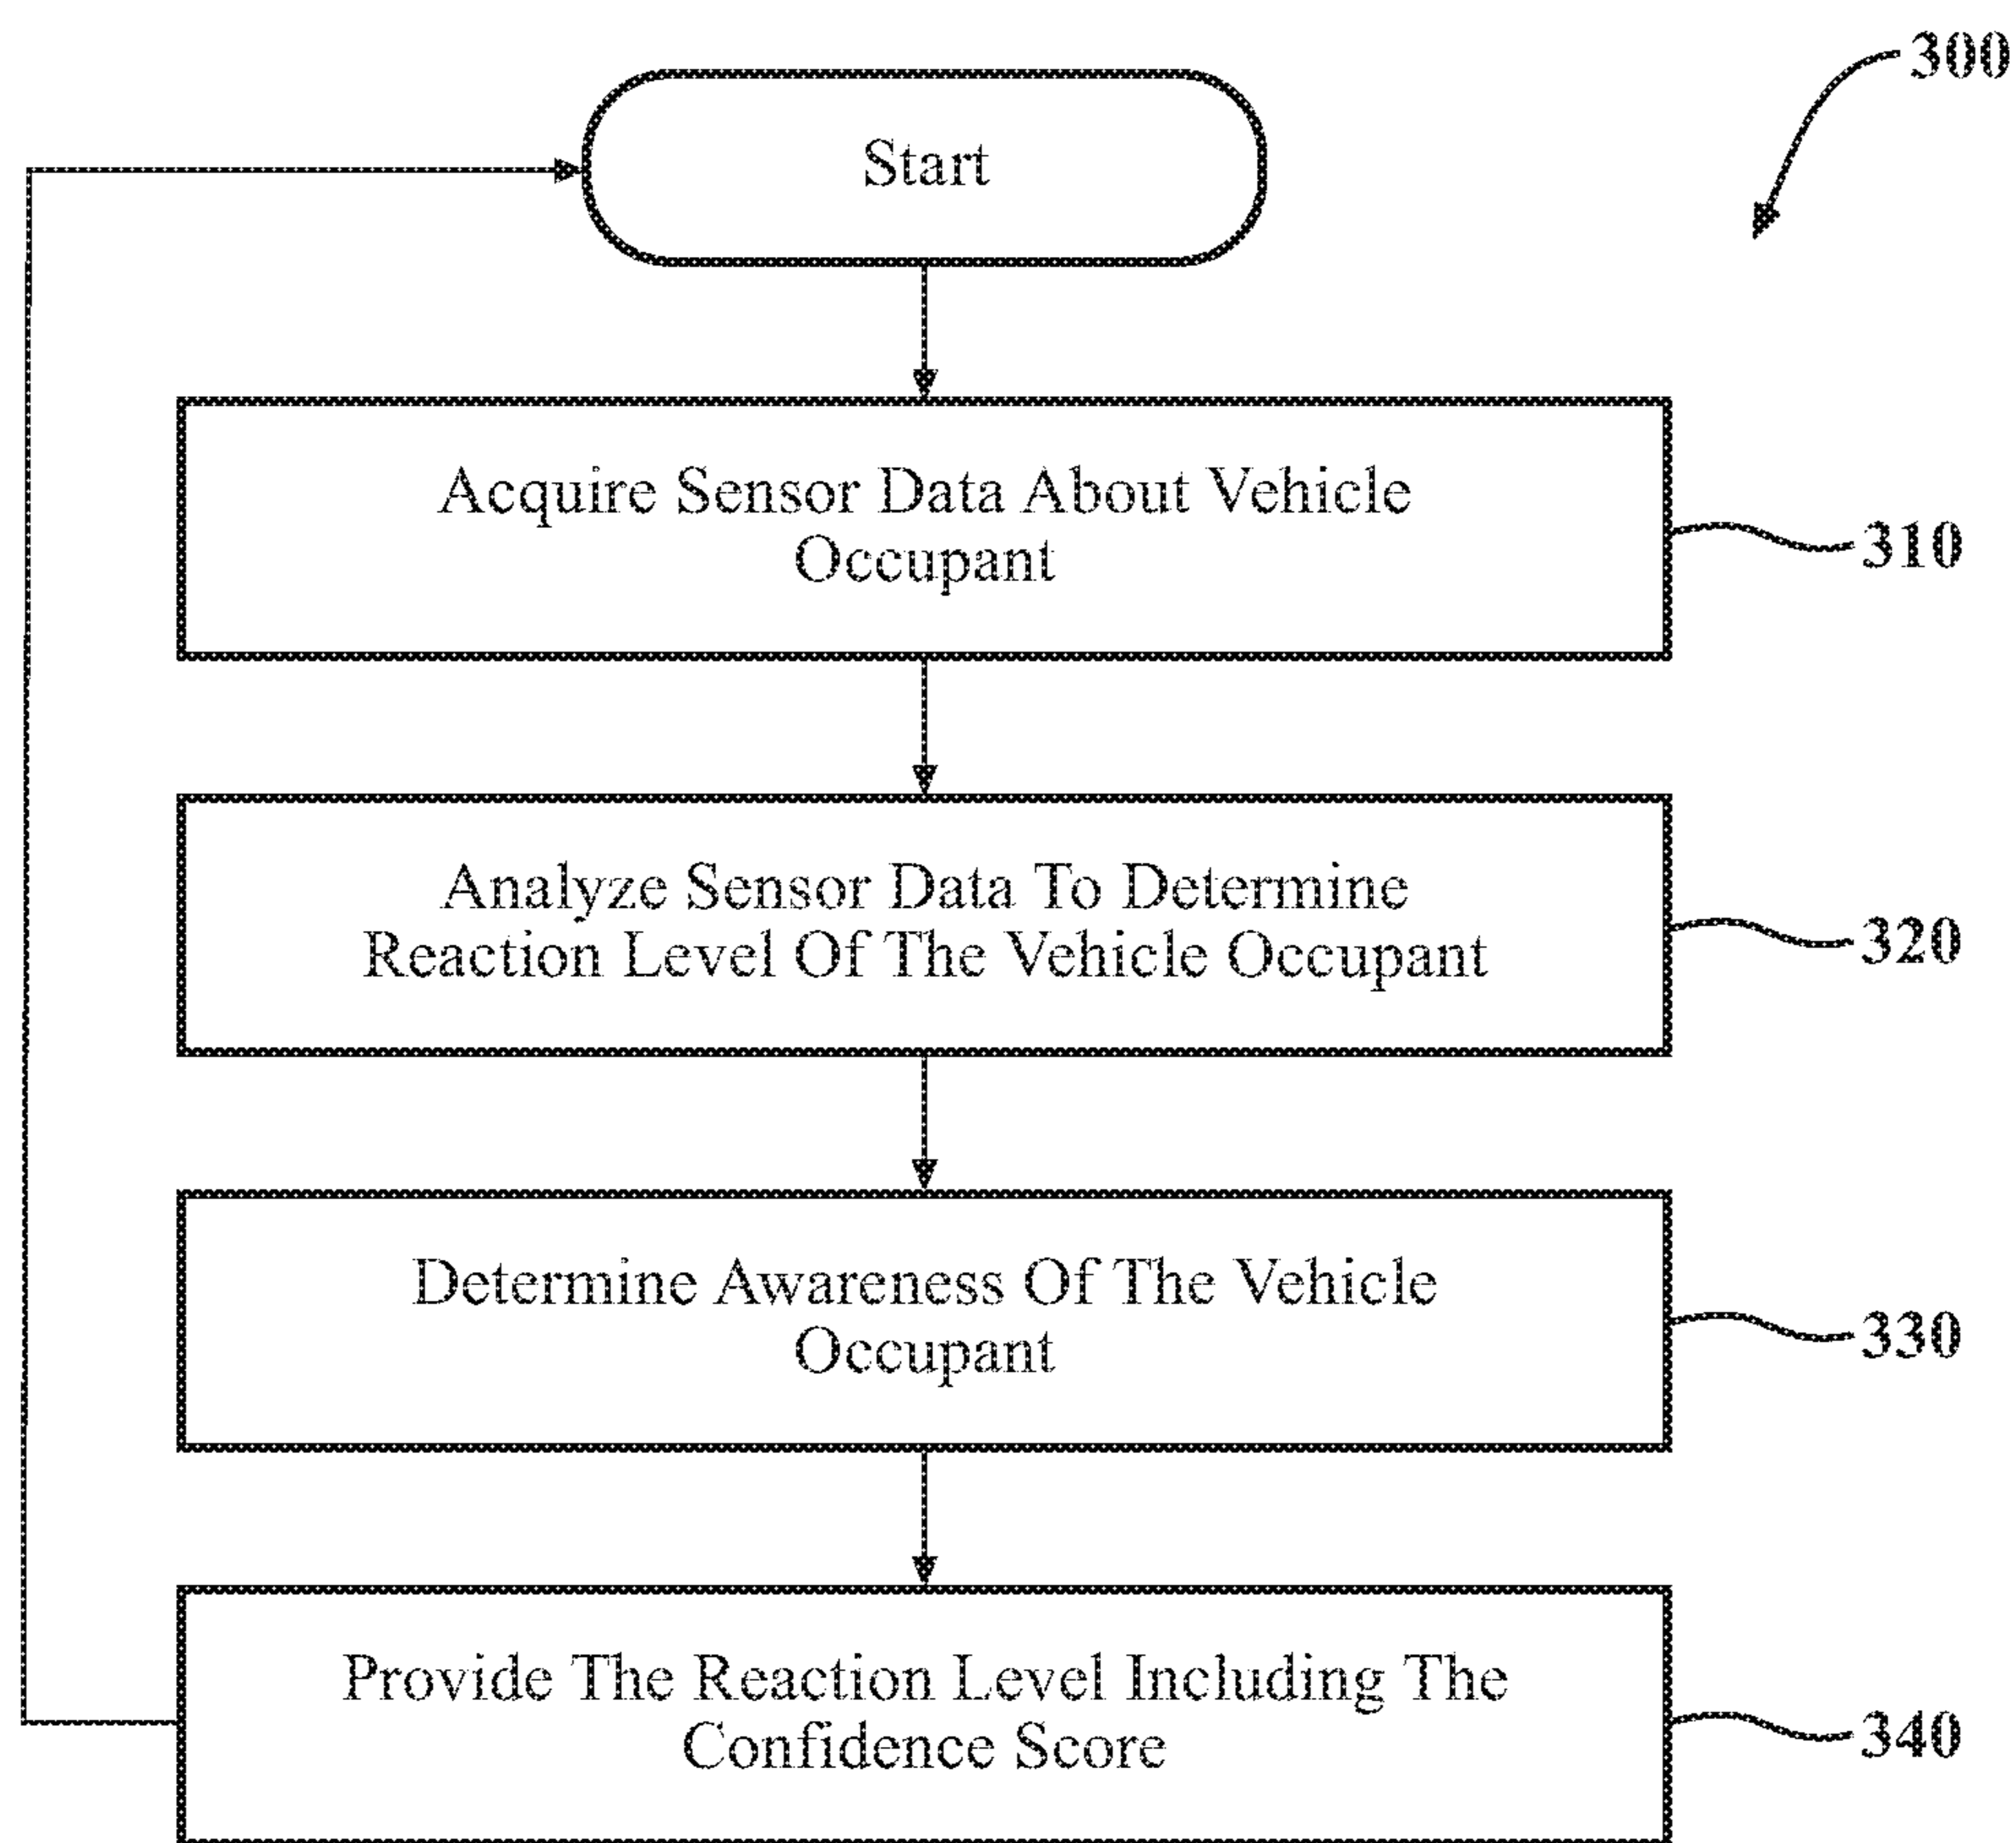 300
Start
Acquire Sensor Data About Vehicle
Occupant
310
Analyze Sensor Data To Determine
Reaction Level Of The Vehicle Occupant
320
Determine Awareness Of The Vehicle
Occupant
330
Provide The Reaction Level Including The
Confidence Score
340